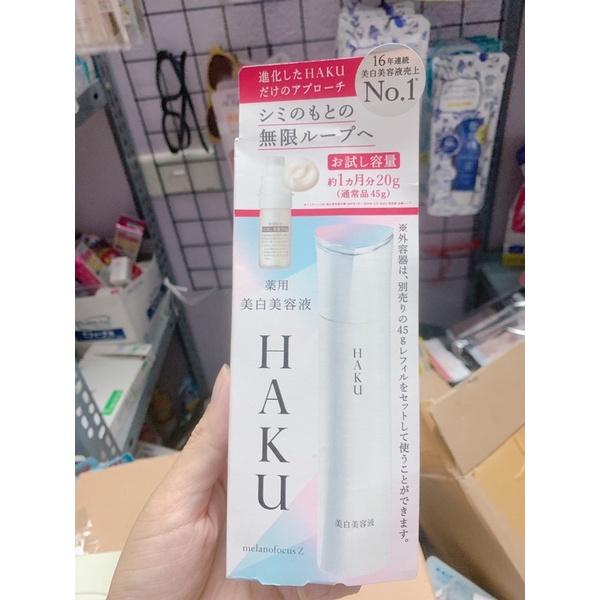 16年連続
美白美容液売上
No.1
進化したHAKU
だけのアプローチ
シミのもとの
無限ループへ
お試し容量
約1ヵ月分20g
(通常品45g)
薬用
美白美容液
HAKU
melanofocus Z
HAKU
美白美容液
※外容器は、別売りの45gレフィルをセットして使うことができます。